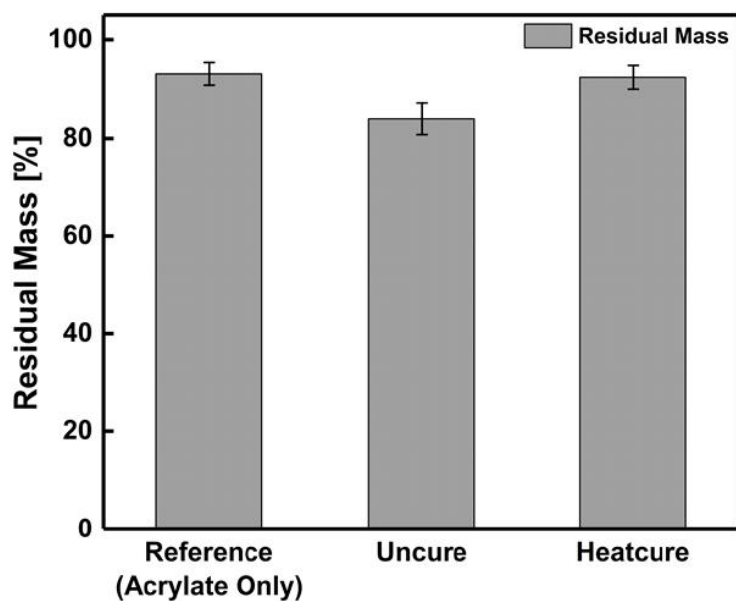 Residual Mass
Residual Mass [%]
100
80
60
40
20
0
Reference
(Acrylate Only)
Uncure
Heatcure